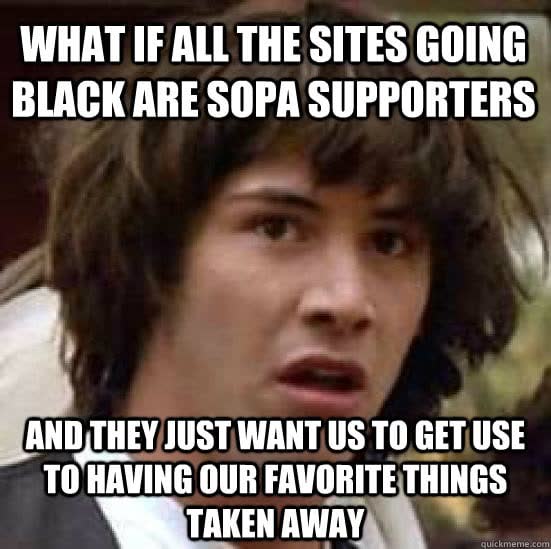 WHAT IF ALL THE SITES GOING
BLACK ARE SOPA SUPPORTERS
AND THEY JUST WANT US TO GET USE
TO HAVING OUR FAVORITE THINGS
TAKEN AWAY
quickmeme.com